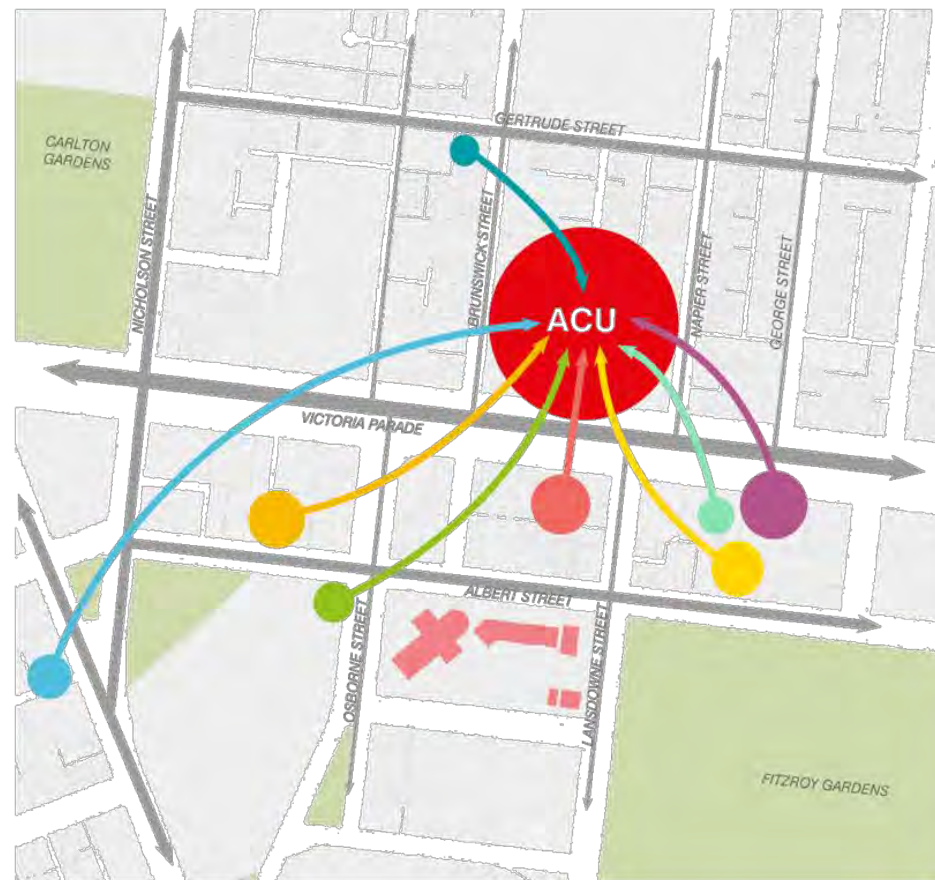 GERTRUDE STREET
CARLTON
GARDENS
NICHOLSON STREET
BRUNSWICK STREET
NAPIER STREET
GEORGE STREET
ACU
VICTORIA PARADE
ALBERT STREET
OSBORNE STREET
LANSDOWNE STREET
FITZROY GARDENS